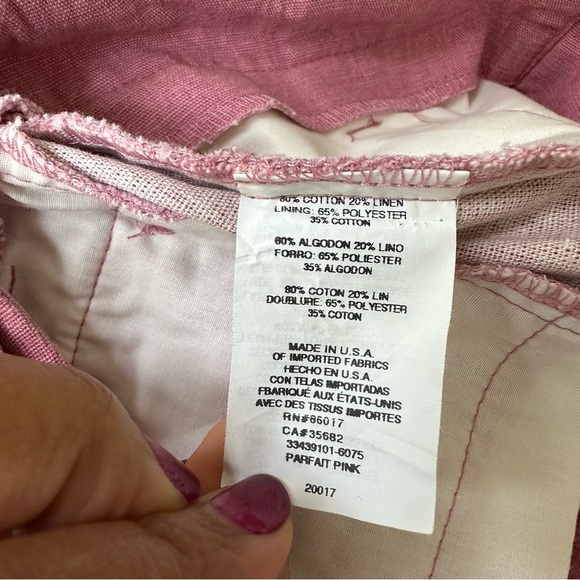 80% COTTON 20% LINEN
LINING: 65% POLYESTER
35% COTTON
80% ALGODON 20% LINO
FORRO: 65% POLIESTER
35% ALGODON
80% COTON 20% LIN
DOUBLURE: 65% POLYESTER
35% COTON
MADE IN U.S.A.
OF IMPORTED FABRICS
HECHO EN U.S.A.
CON TELAS IMPORTADAS
FBARIQUÉ AUX ÉTATS-UNIS
AVEC DES TISSUS IMPORTES
RN#86017
CA#35682
33439101-6075
PARFAIT PINK
20017